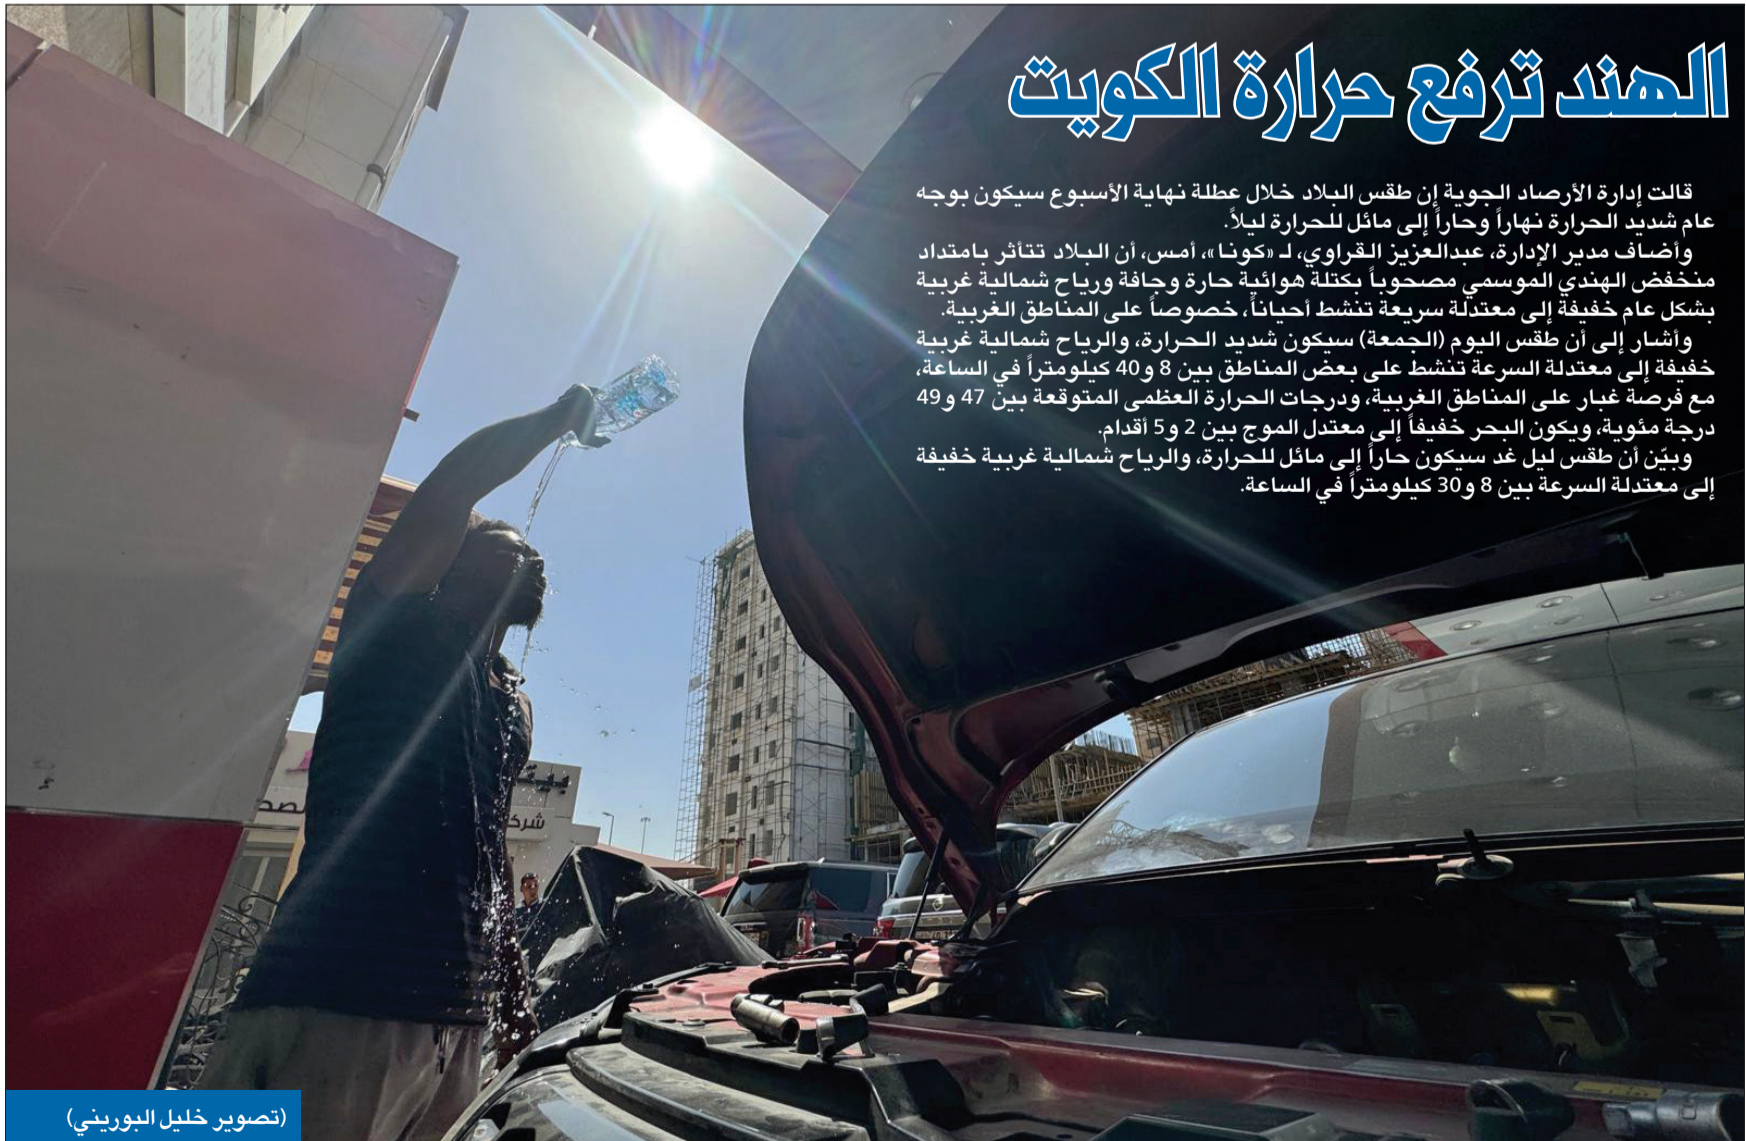 الهند ترفع حرارة الكويت
قالت إدارة الأرصاد الجوية إن طقس البلاد خلال عطلة نهاية الأسبوع سيكون بوجه
عام شديد الحرارة نهاراً وحاراً إلى مائل للحرارة ليلاً.
وأضاف مدير الإدارة، عبدالعزيز القراوي، لـ «كونا»، أمس، أن البلاد تتأثر بامتداد
منخفض الهندي الموسمي مصحوباً بكتلة هوائية حارة وجافة ورياح شمالية غربية
بشكل عام خفيفة إلى معتدلة سريعة تنشط أحياناً، خصوصاً على المناطق الغربية.
وأشار إلى أن طقس اليوم (الجمعة) سيكون شديد الحرارة، والرياح شمالية غربية
خفيفة إلى معتدلة السرعة تنشط على بعض المناطق بين 8 و40 كيلومتراً في الساعة،
مع فرصة غبار على المناطق الغربية، ودرجات الحرارة العظمى المتوقعة بين 47 و49
درجة مئوية، ويكون البحر خفيفاً إلى معتدل الموج بين 2 و5 أقدام.
وبيّن أن طقس ليل غد سيكون حاراً إلى مائل للحرارة، والرياح شمالية غربية خفيفة
إلى معتدلة السرعة بين 8 و30 كيلومتراً في الساعة.
شركة
(تصوير خليل البوريني)